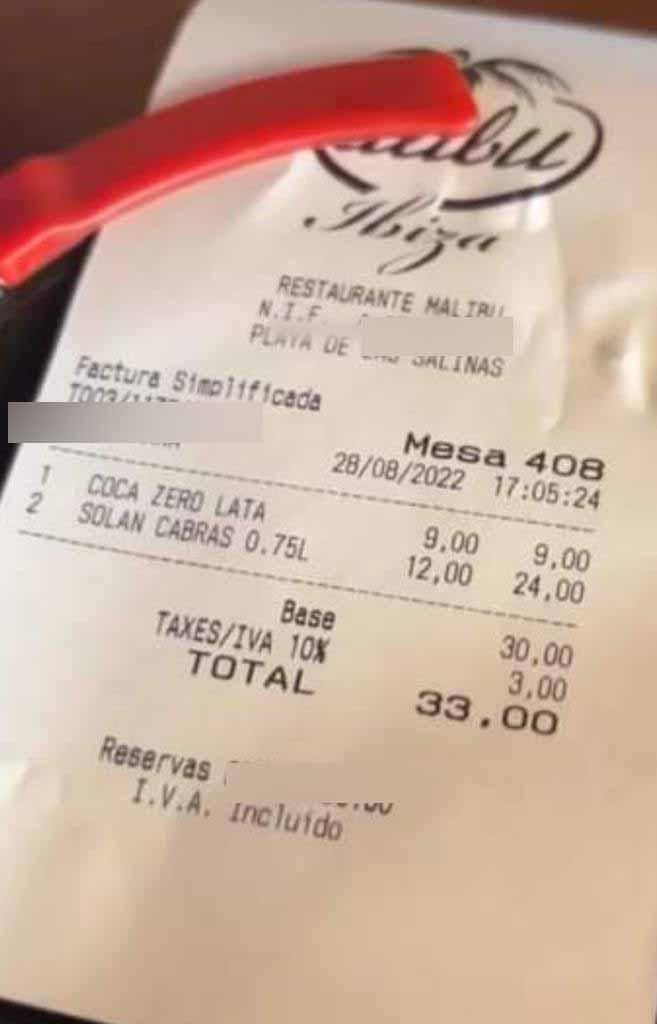 Ibiza
RESTAURANTE MALIBU
N.I.F.
PLAYA DE SALINAS
Factura Simplificada
Mesa 408
28/08/2022 17:05:24
1 COCA ZERO LATA 9,00 9,00
2 SOLAN CABRAS 0.75L 12,00 24,00
Base 30,00
TAXES/IVA 10% 3,00
TOTAL 33,00
Reservas
I.V.A. Incluido